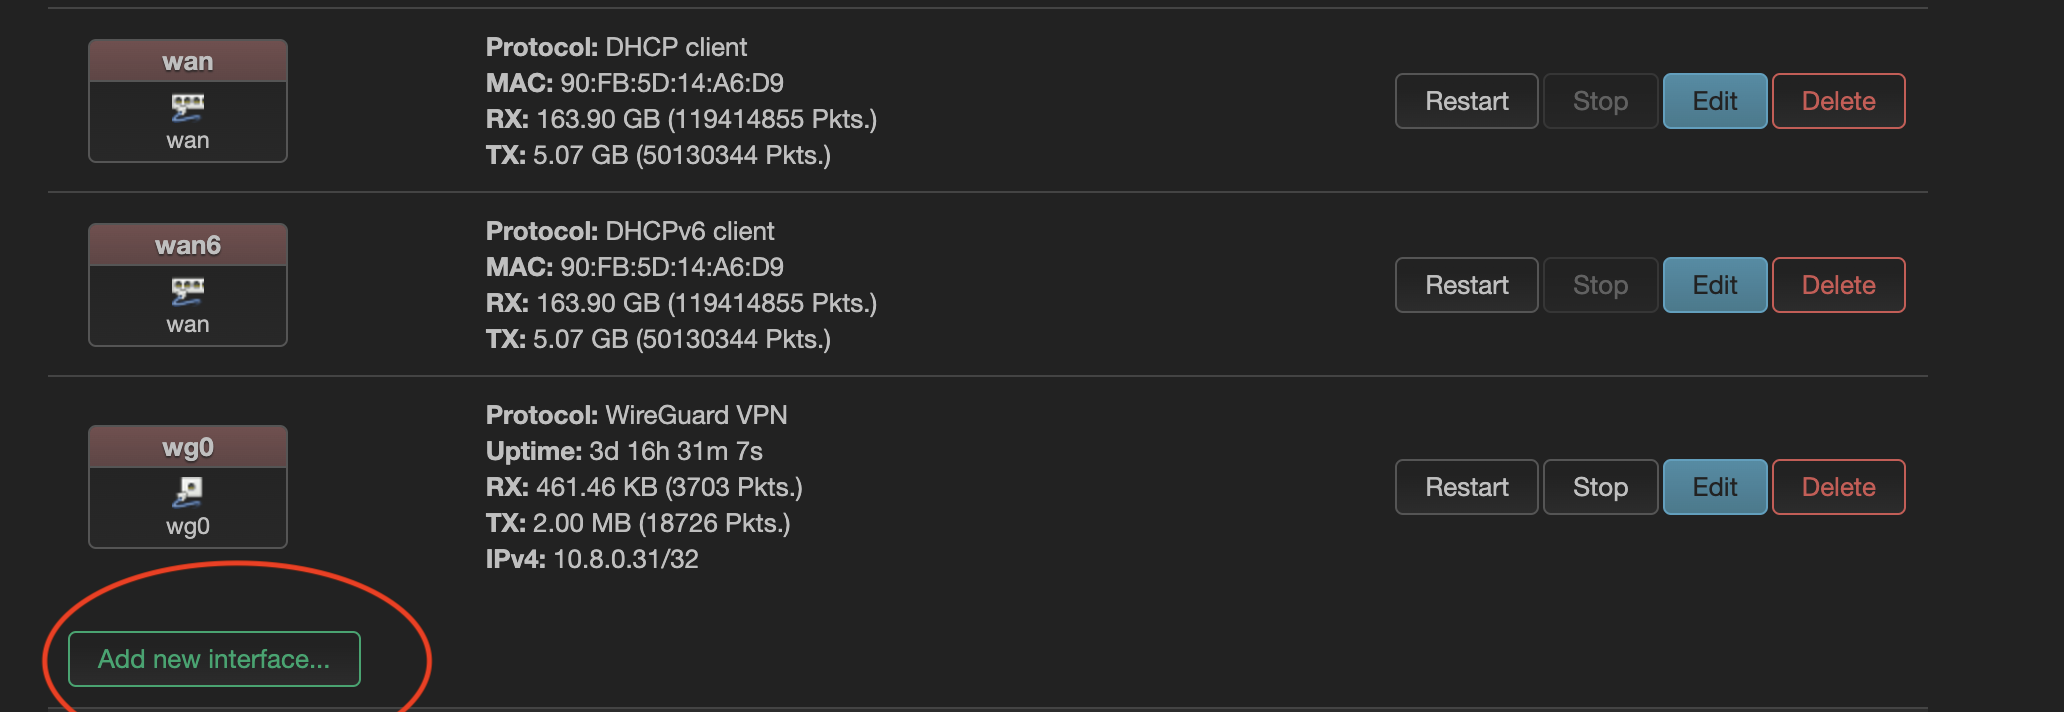 wan
wan
Protocol: DHCP client
MAC: 90:FB:5D:14:A6:D9
RX: 163.90 GB (119414855 Pkts.)
TX: 5.07 GB (50130344 Pkts.)
Restart Stop Edit Delete
wan6
wan
Protocol: DHCPv6 client
MAC: 90:FB:5D:14:A6:D9
RX: 163.90 GB (119414855 Pkts.)
TX: 5.07 GB (50130344 Pkts.)
Restart Stop Edit Delete
wg0
wg0
Protocol: WireGuard VPN
Uptime: 3d 16h 31m 7s
RX: 461.46 KB (3703 Pkts.)
TX: 2.00 MB (18726 Pkts.)
IPv4: 10.8.0.31/32
Restart Stop Edit Delete
Add new interface...